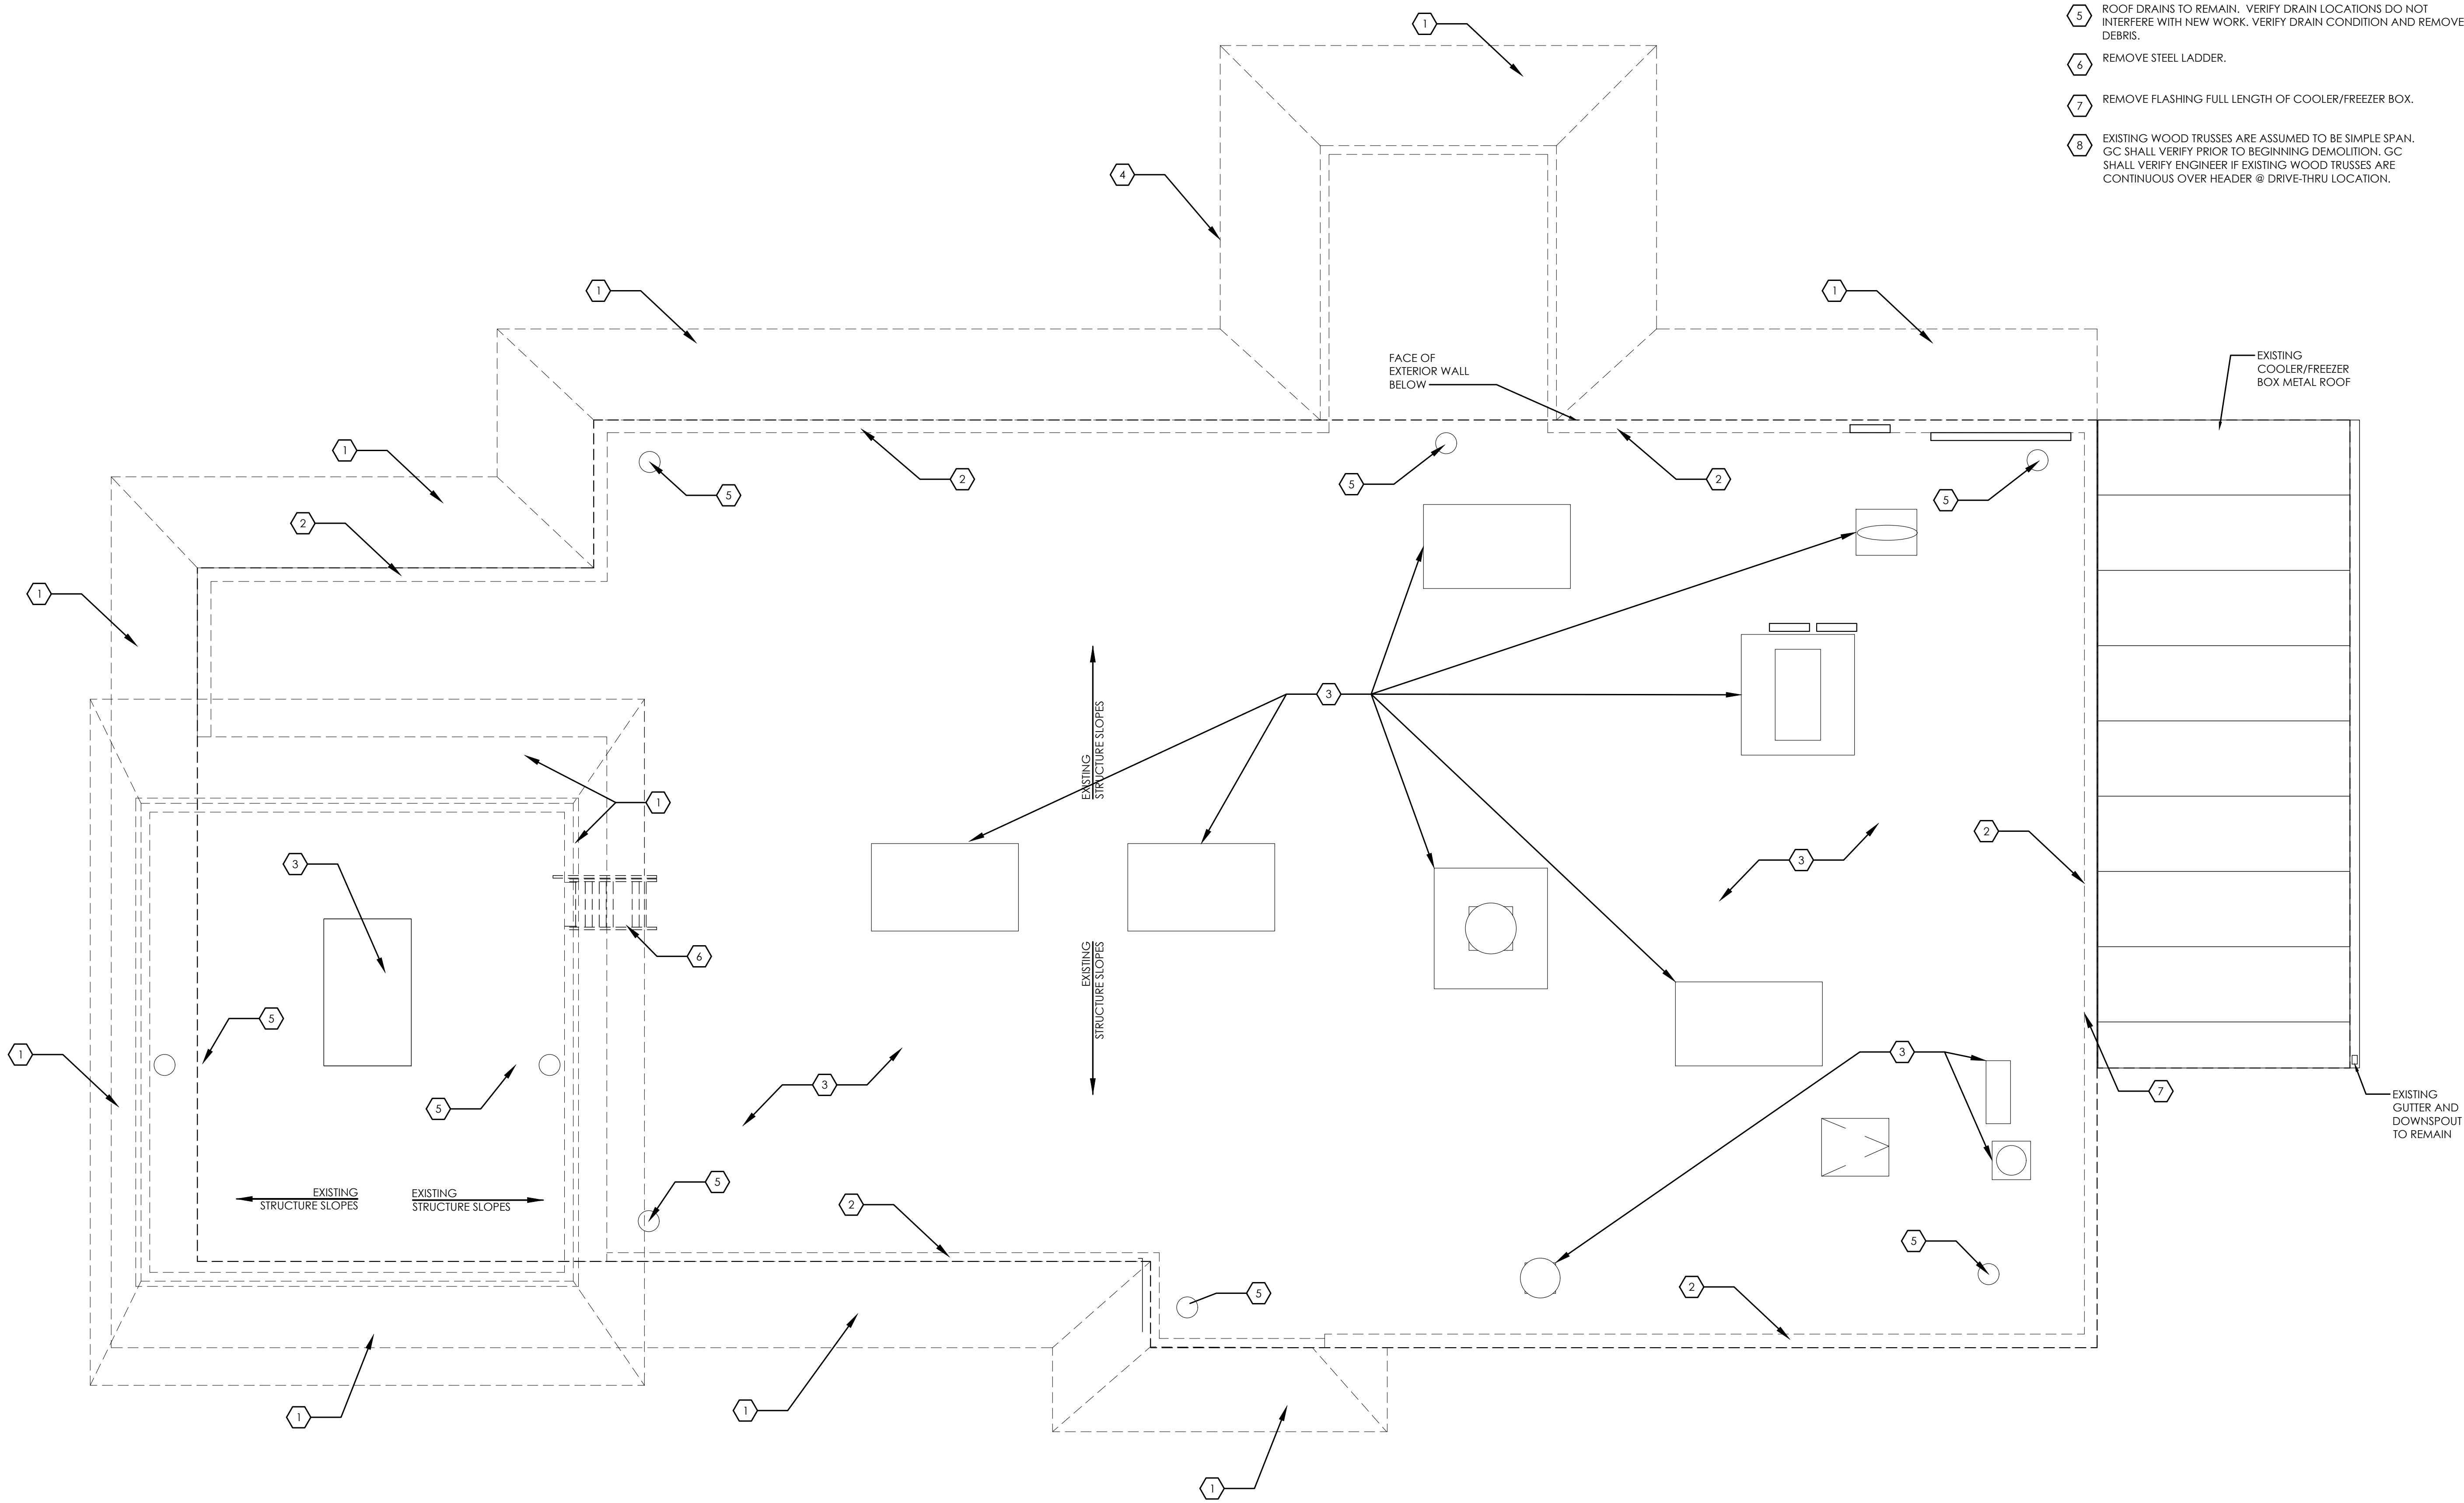 5 ROOF DRAINS TO REMAIN. VERIFY DRAIN LOCATIONS DO NOT
INTERFERE WITH NEW WORK. VERIFY DRAIN CONDITION AND REMOVE
DEBRIS.
6 REMOVE STEEL LADDER.
7 REMOVE FLASHING FULL LENGTH OF COOLER/FREEZER BOX.
8 EXISTING WOOD TRUSSES ARE ASSUMED TO BE SIMPLE SPAN.
GC SHALL VERIFY PRIOR TO BEGINNING DEMOLITION. GC
SHALL VERIFY ENGINEER IF EXISTING WOOD TRUSSES ARE
CONTINUOUS OVER HEADER @ DRIVE-THRU LOCATION.
1
4
1
1
FACE OF
EXTERIOR WALL
BELOW
EXISTING
COOLER/FREEZER
BOX METAL ROOF
1
2
5
5
2
5
2
1
3
EXISTING
STRUCTURE SLOPES
1
2
3
3
6
EXISTING
STRUCTURE SLOPES
5
1
3
5
3
7
EXISTING
GUTTER AND
DOWNSPOUT
TO REMAIN
EXISTING
STRUCTURE SLOPES
EXISTING
STRUCTURE SLOPES
5
2
5
5
2
1
1
1